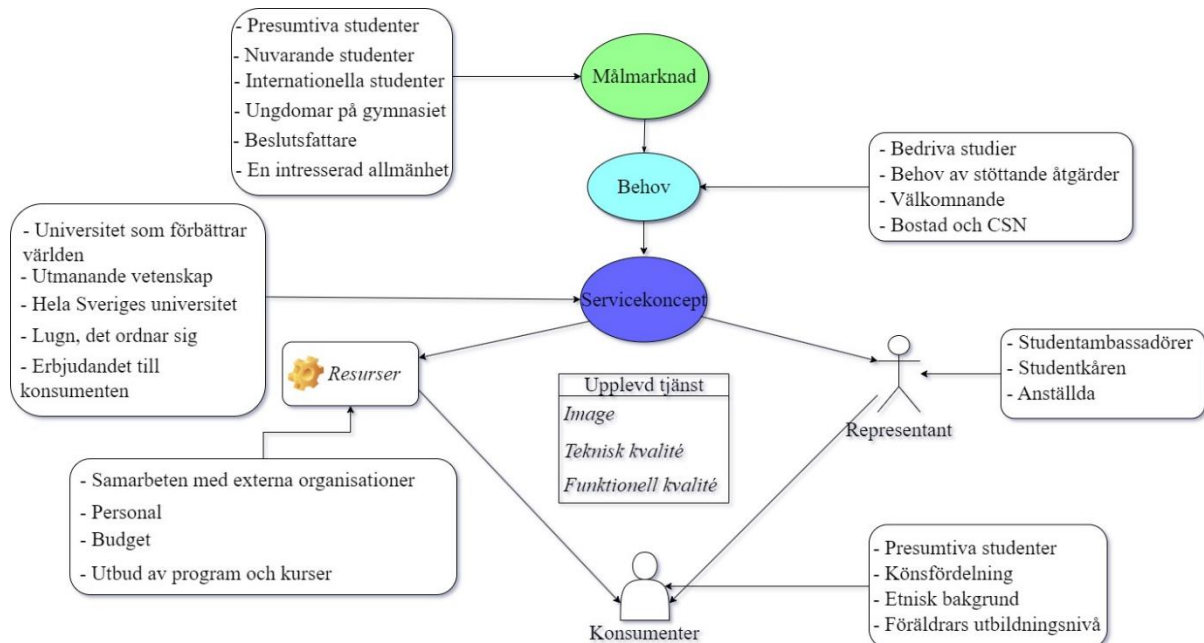 - Presumtiva studenter
- Nuvarande studenter
- Internationella studenter
- Ungdomar på gymnasiet
- Beslutsfattare
- En intresserad allmänhet
Målmarknad
Behov
- Bedriva studier
- Behov av stöttande åtgärder
- Välkomnande
- Bostad och CSN
- Universitet som förbättrar
världen
- Utmanande vetenskap
- Hela Sveriges universitet
- Lugn, det ordnar sig
- Erbjudandet till
konsumenten
Servicekoncept
Resurser
Upplevd tjänst
Image
Teknisk kvalité
Funktionell kvalité
Representant
- Studentambassadörer
- Studentkåren
- Anställda
- Samarbeten med externa organisationer
- Personal
- Budget
- Utbud av program och kurser
Konsumenter
- Presumtiva studenter
- Könsfördelning
- Etnisk bakgrund
- Föräldrars utbildningsnivå